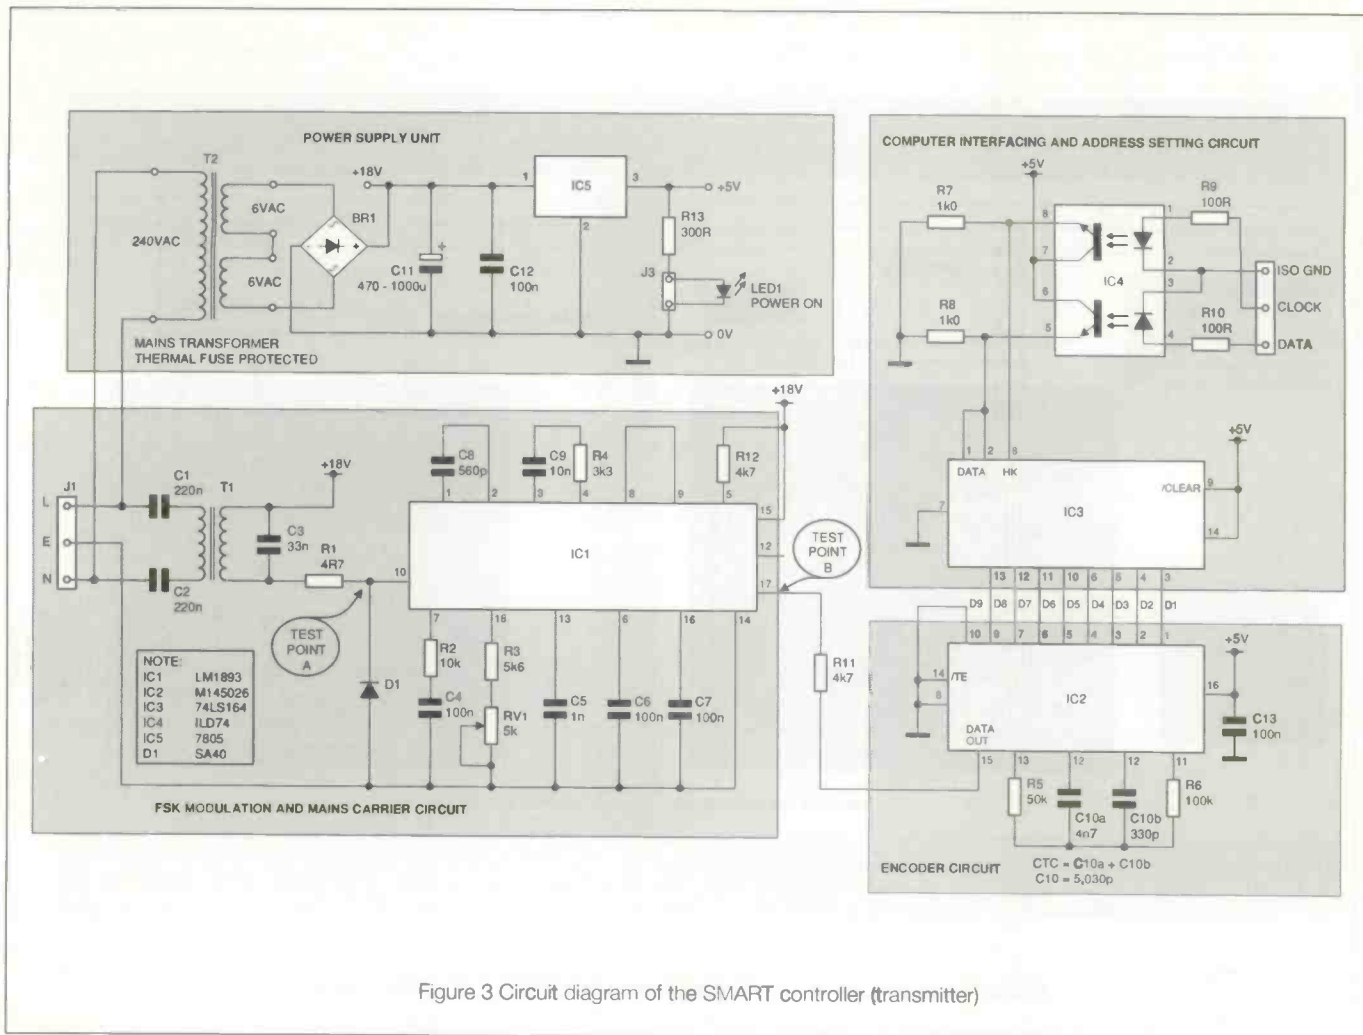 POWER SUPPLY UNIT
T2
240VAC
6VAC
6VAC
+18V
BR1
C11
470 - 1000u
+
C12
100n
1
IC5
3
2
+5V
R13
300R
J3
LED1
POWER ON
0V
MAINS TRANSFORMER
THERMAL FUSE PROTECTED
COMPUTER INTERFACING AND ADDRESS SETTING CIRCUIT
+5V
R7
1k0
R8
1k0
8
7
6
5
IC4
1
2
3
4
R9
100R
R10
100R
ISO GND
CLOCK
DATA
1
2
8
DATA
HK
7
IC3
/CLEAR
9
14
+5V
13
12
11
10
6
5
4
3
D9
D8
D7
D6
D5
D4
D3
D2
D1
+18V
J1
L
E
N
C1
220n
C2
220n
T1
C3
33n
+18V
R1
4R7
TEST
POINT
A
D1
C8
560p
C9
10n
R4
3k3
R12
4k7
1
2
3
4
8
9
5
IC1
10
15
12
17
TEST
POINT
B
7
18
13
6
16
14
R2
10k
C4
100n
R3
5k6
RV1
5k
C5
1n
C6
100n
C7
100n
R11
4k7
NOTE:
IC1 LM1893
IC2 M145026
IC3 74LS164
IC4 ILD74
IC5 7805
D1 SA40
FSK MODULATION AND MAINS CARRIER CIRCUIT
10
9
7
6
5
4
3
2
1
14
/TE
8
IC2
16
+5V
C13
100n
DATA
OUT
15
13
12
12
11
R5
50k
C10a
4n7
C10b
330p
R6
100k
ENCODER CIRCUIT
CTC = C10a + C10b
C10 = 5,030p
Figure 3 Circuit diagram of the SMART controller (transmitter)